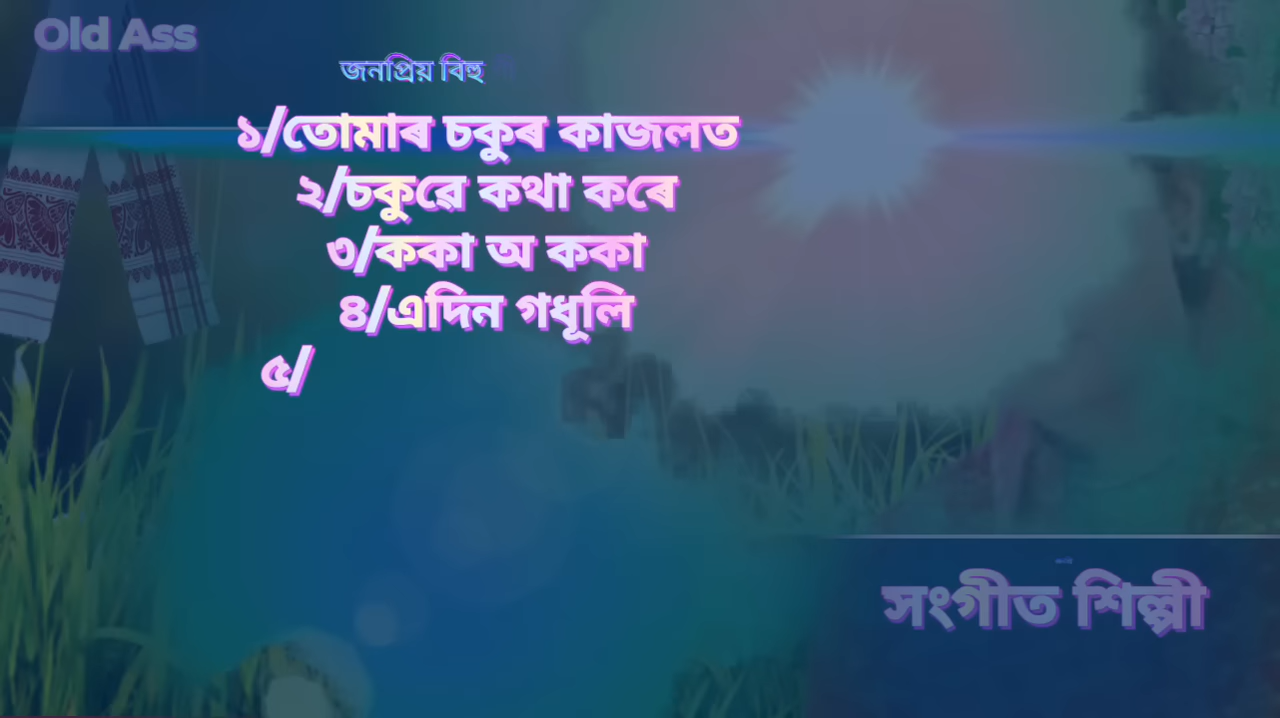 Old Ass
জনপ্ৰিয় বিহু
১/তোমাৰ চকুৰ কাজলত
২/চকুৱে কথা কৰে
৩/ককা অ ককা
৪/এদিন গধূলি
৫/
সংগীত শিল্পী